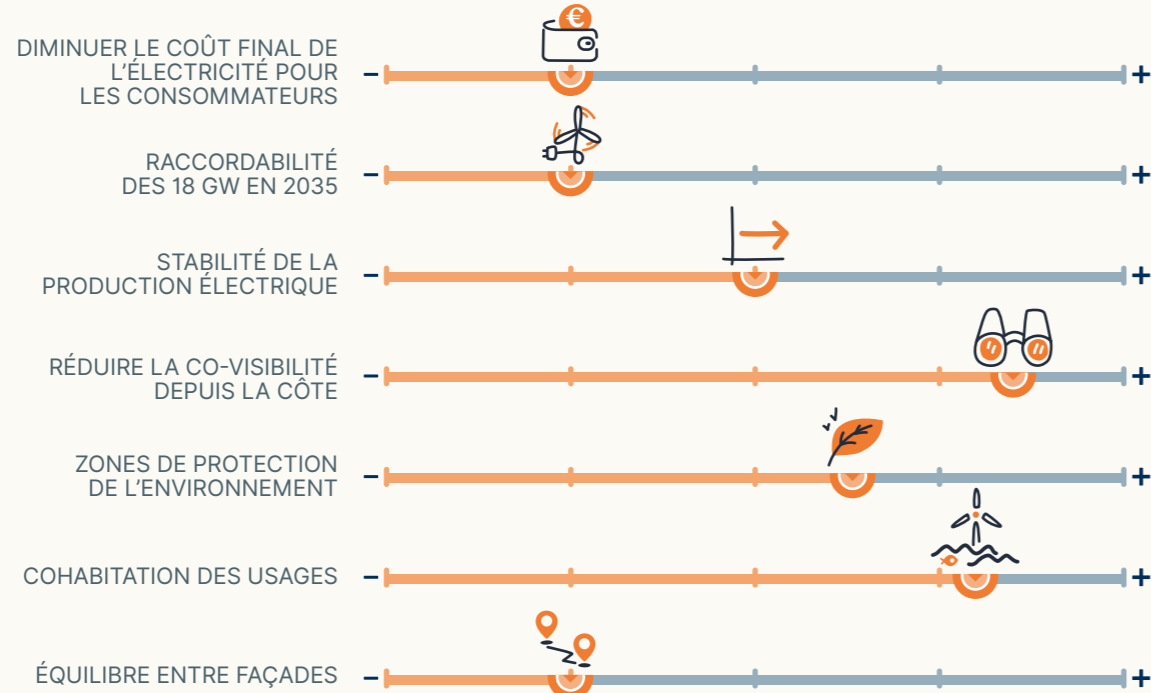 DIMINUER LE COÛT FINAL DE
L'ÉLECTRICITÉ POUR
LES CONSOMMATEURS
€
– +
RACCORDABILITÉ
DES 18 GW EN 2035
– +
STABILITÉ DE LA
PRODUCTION ÉLECTRIQUE
– +
RÉDUIRE LA CO-VISIBILITÉ
DEPUIS LA CÔTE
– +
ZONES DE PROTECTION
DE L'ENVIRONNEMENT
– +
COHABITATION DES USAGES
– +
ÉQUILIBRE ENTRE FAÇADES
– +